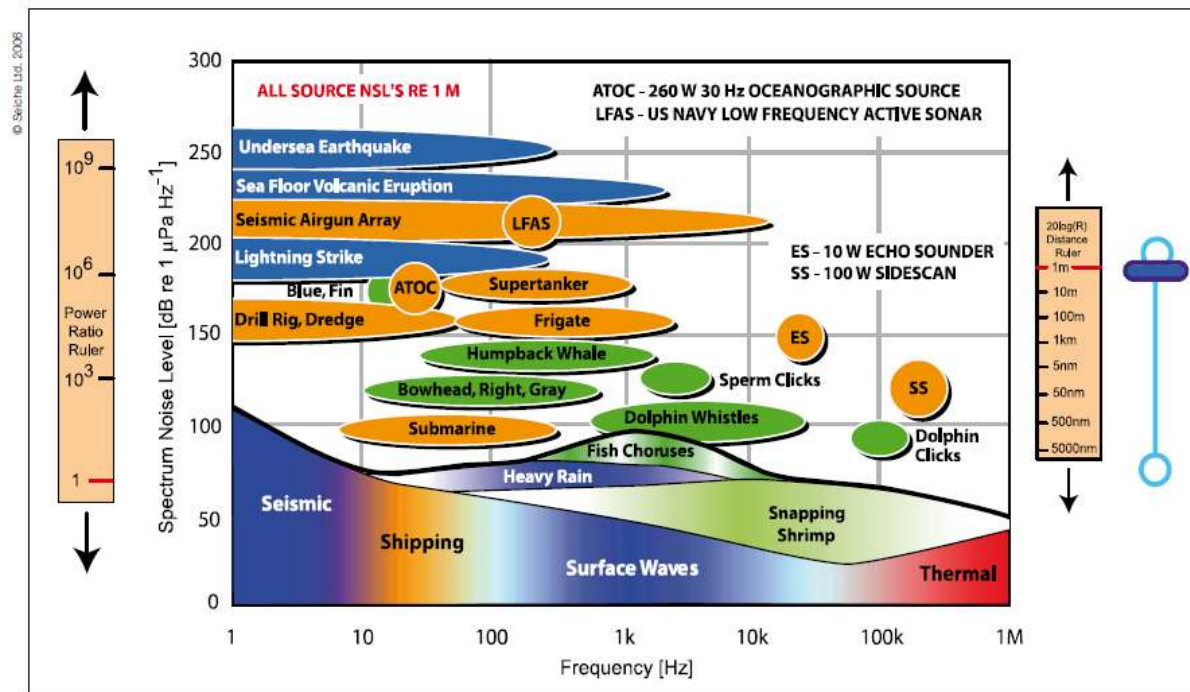 © Seiche Ltd. 2006
300
250
200
150
100
50
0
Spectrum Noise Level [dB re 1 µPa Hz⁻¹]
ALL SOURCE NSL'S RE 1 M
ATOC - 260 W 30 Hz OCEANOGRAPHIC SOURCE
LFAS - US NAVY LOW FREQUENCY ACTIVE SONAR
Undersea Earthquake
Sea Floor Volcanic Eruption
Seismic Airgun Array
LFAS
Lightning Strike
ES - 10 W ECHO SOUNDER
SS - 100 W SIDESCAN
Blue, Fin
ATOC
Supertanker
Drill Rig, Dredge
Frigate
ES
Humpback Whale
Sperm Clicks
Bowhead, Right, Gray
SS
Submarine
Dolphin Whistles
Dolphin
Clicks
Fish Choruses
Heavy Rain
Seismic
Snapping
Shrimp
Shipping
Surface Waves
Thermal
1
10
100
1k
10k
100k
1M
Frequency [Hz]
10⁹
10⁶
Power
Ratio
Ruler
10³
1
20log(R)
Distance
Ruler
1m
10m
100m
1km
5nm
50nm
500nm
5000nm